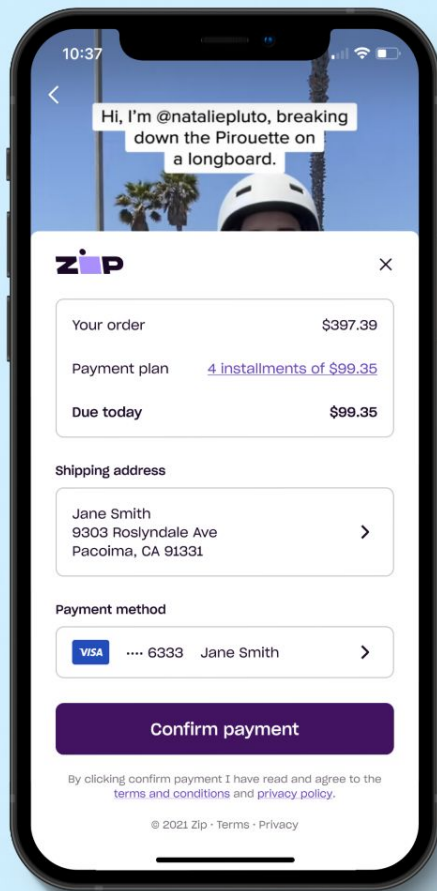 10:37
Hi, I'm @nataliepluto, breaking
down the Pirouette on
a longboard.
zip
Your order $397.39
Payment plan 4 installments of $99.35
Due today $99.35
Shipping address
Jane Smith
9303 Roslyndale Ave
Pacoima, CA 91331
Payment method
VISA •••• 6333 Jane Smith
Confirm payment
By clicking confirm payment I have read and agree to the
terms and conditions and privacy policy.
© 2021 Zip - Terms - Privacy